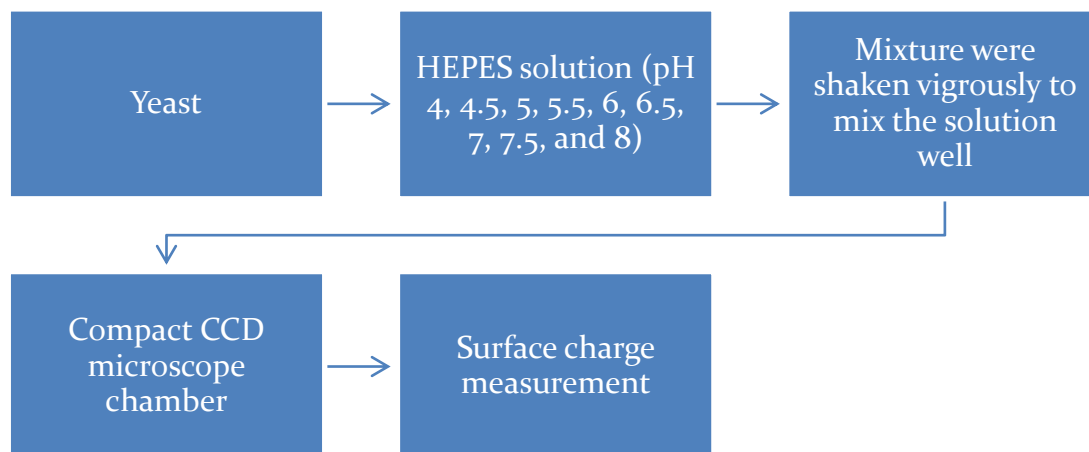 Yeast
HEPES solution (pH
4, 4.5, 5, 5.5, 6, 6.5,
7, 7.5, and 8)
Mixture were
shaken vigrously to
mix the solution
well
Compact CCD
microscope
chamber
Surface charge
measurement